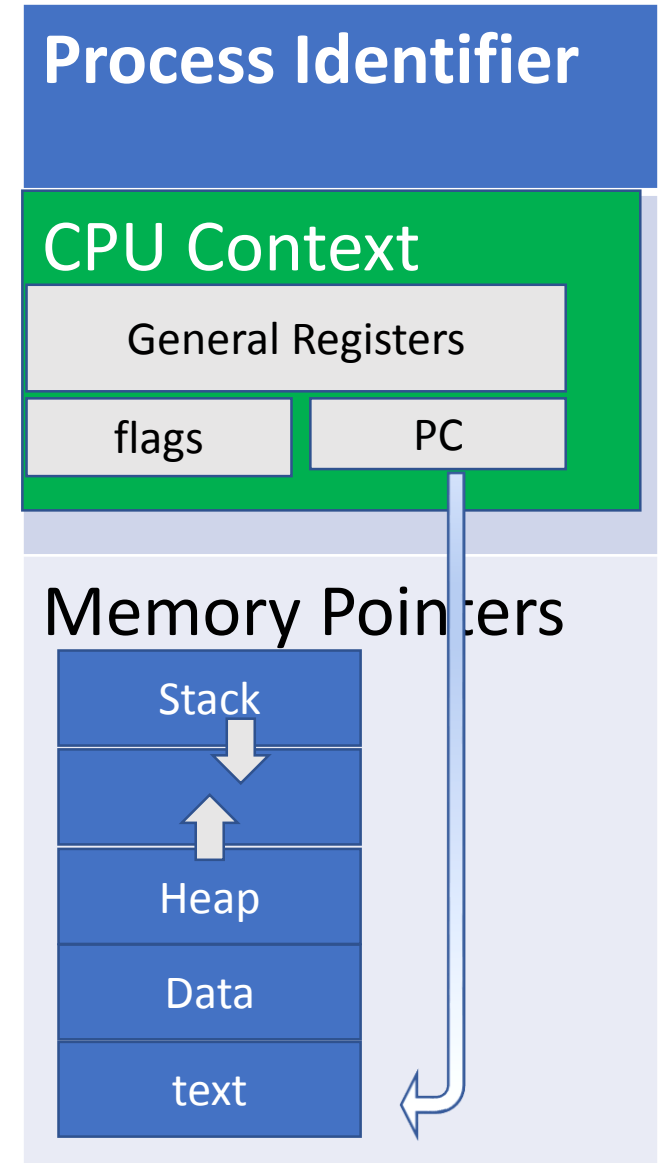 Process Identifier
CPU Context
General Registers
flags
PC
Memory Pointers
Stack
Heap
Data
text